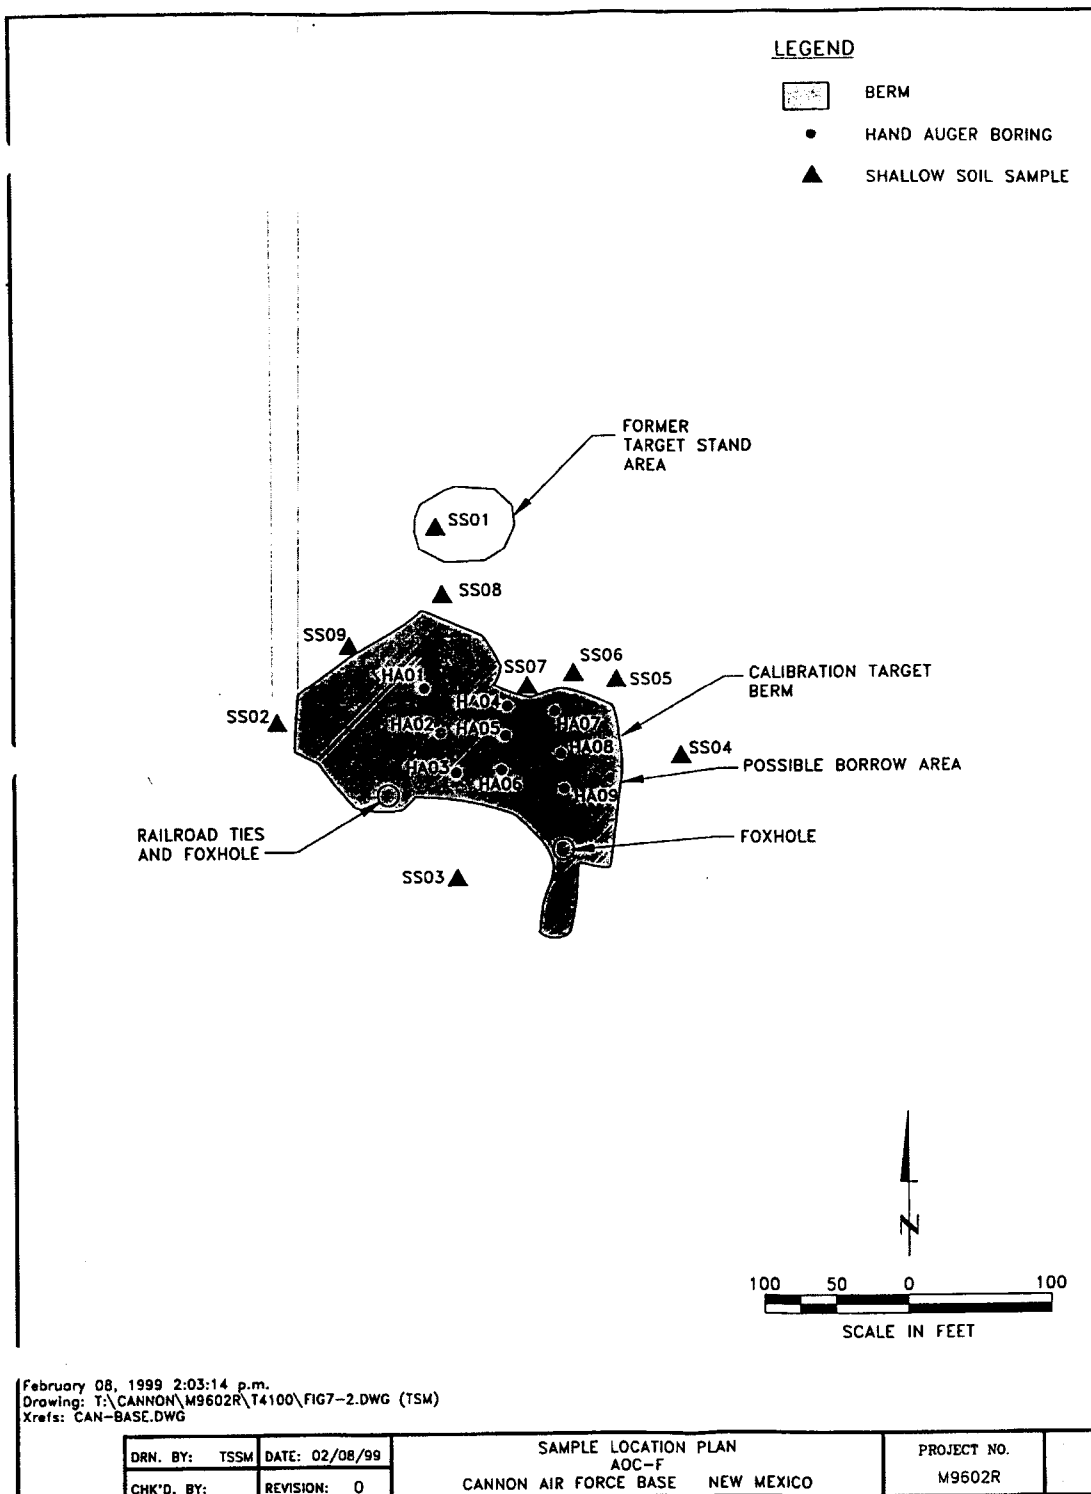 LEGEND
BERM
HAND AUGER BORING
SHALLOW SOIL SAMPLE
FORMER
TARGET STAND
AREA
SS01
SS08
SS09
SS06
SS07
SS05
HA01
CALIBRATION TARGET
BERM
HA04
SS02
HA07
HA02
HA05
HA08
SS04
POSSIBLE BORROW AREA
HA03
HA06
HA09
RAILROAD TIES
AND FOXHOLE
FOXHOLE
SS03
N
100 50 0 100
SCALE IN FEET
February 08, 1999 2:03:14 p.m.
Drawing: T:\CANNON\M9602R\T4100\FIG7-2.DWG (TSM)
Xrefs: CAN-BASE.DWG
DRN. BY: TSSM DATE: 02/08/99
CHK'D. BY: REVISION: 0
SAMPLE LOCATION PLAN
AOC-F
CANNON AIR FORCE BASE NEW MEXICO
PROJECT NO.
M9602R